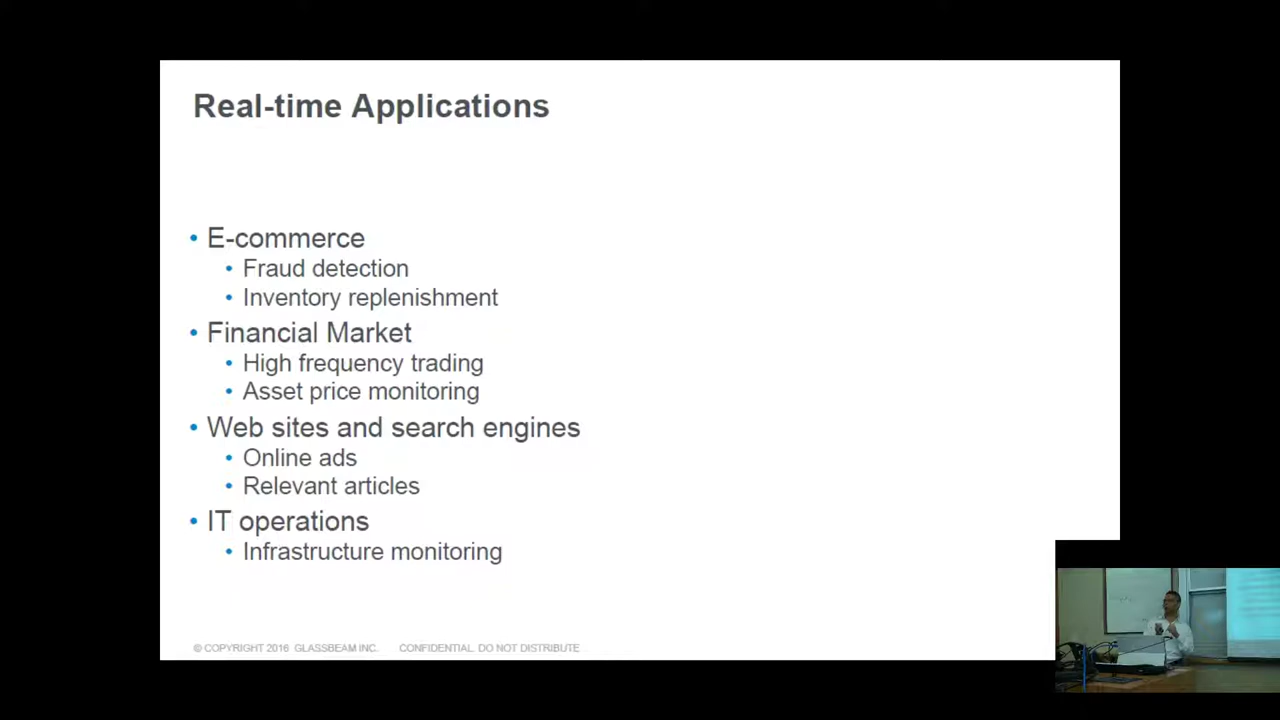 Real-time Applications
• E-commerce
• Fraud detection
• Inventory replenishment
• Financial Market
• High frequency trading
• Asset price monitoring
• Web sites and search engines
• Online ads
• Relevant articles
• IT operations
• Infrastructure monitoring
© COPYRIGHT 2016 GLASSBEAM INC. CONFIDENTIAL. DO NOT DISTRIBUTE